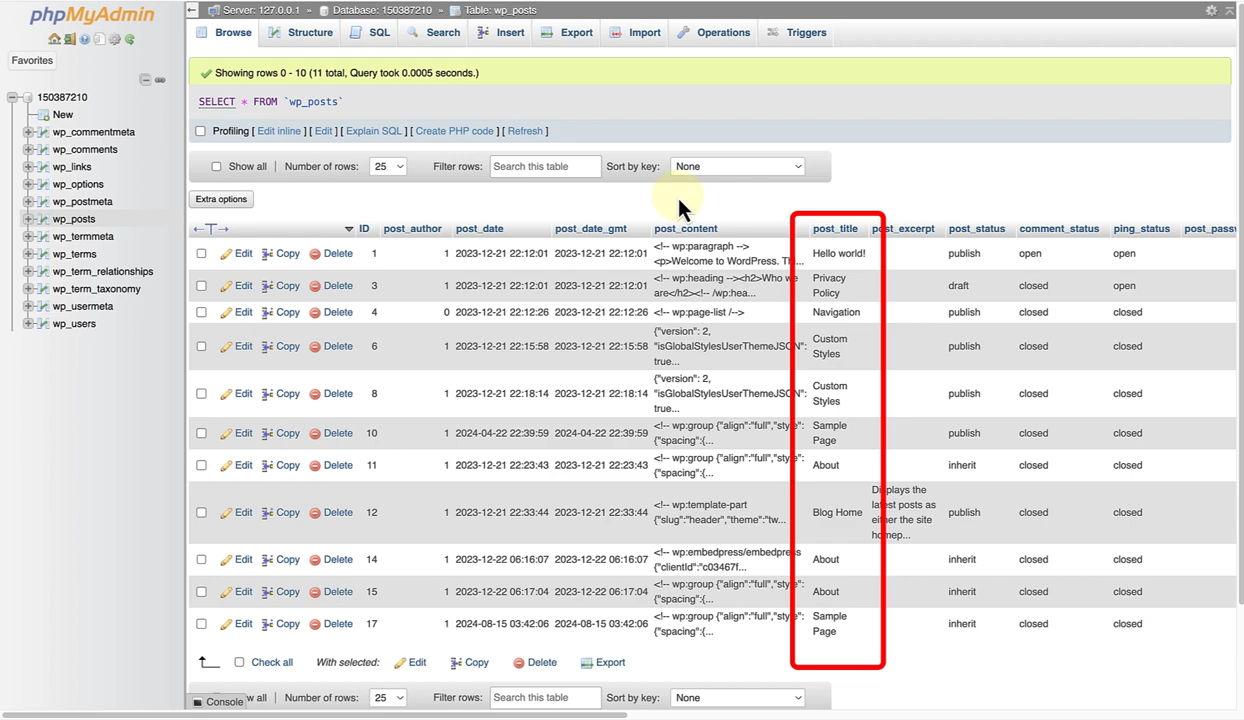 phpMyAdmin
Server: 127.0.0.1 » Database: 150387210 » Table: wp_posts
Browse Structure SQL Search Insert Export Import Operations Triggers
Favorites
150387210
New
wp_commentmeta
wp_comments
wp_links
wp_options
wp_postmeta
wp_posts
wp_termmeta
wp_terms
wp_term_relationships
wp_term_taxonomy
wp_usermeta
wp_users
Showing rows 0 - 10 (11 total, Query took 0.0005 seconds.)
SELECT * FROM `wp_posts`
Profiling [ Edit inline ] [ Edit ] [ Explain SQL ] [ Create PHP code ] [ Refresh ]
Show all | Number of rows: 25 Filter rows: Search this table Sort by key: None
Extra options
←T→ ID post_author post_date post_date_gmt post_content post_title post_excerpt post_status comment_status ping_status post_passw
Edit Copy Delete 1 1 2023-12-21 22:12:01 2023-12-21 22:12:01 <!-- wp:paragraph --> Hello world! publish open open
<p>Welcome to WordPress. Th...
Edit Copy Delete 3 1 2023-12-21 22:12:01 2023-12-21 22:12:01 <!-- wp:heading --><h2>Who we Privacy draft closed open
are</h2><!-- /wp:hea... Policy
Edit Copy Delete 4 0 2023-12-21 22:12:26 2023-12-21 22:12:26 <!-- wp:page-list /--> Navigation publish closed closed
{"version": 2,
Edit Copy Delete 6 1 2023-12-21 22:15:58 2023-12-21 22:15:58 "isGlobalStylesUserThemeJSON": Custom Styles publish closed closed
true...
{"version": 2,
Edit Copy Delete 8 1 2023-12-21 22:18:14 2023-12-21 22:18:14 "isGlobalStylesUserThemeJSON": Custom Styles publish closed closed
true...
Edit Copy Delete 10 1 2024-04-22 22:39:59 2024-04-22 22:39:59 <!-- wp:group {"align":"full","style": Sample publish closed closed
{"spacing":{... Page
Edit Copy Delete 11 1 2023-12-21 22:23:43 2023-12-21 22:23:43 <!-- wp:group {"align":"full","style": About inherit closed closed
{"spacing":{...
Displays the
latest posts as
Edit Copy Delete 12 1 2023-12-21 22:33:44 2023-12-21 22:33:44 <!-- wp:template-part {"slug":"header","theme":"tw... Blog Home either the site publish closed closed
homep...
Edit Copy Delete 14 1 2023-12-22 06:16:07 2023-12-22 06:16:07 <!-- wp:embedpress/embedpress About inherit closed closed
{"clientId":"c03467f...
Edit Copy Delete 15 1 2023-12-22 06:17:04 2023-12-22 06:17:04 <!-- wp:group {"align":"full","style": About inherit closed closed
{"spacing":{...
Edit Copy Delete 17 1 2024-08-15 03:42:06 2024-08-15 03:42:06 <!-- wp:group {"align":"full","style": Sample inherit closed closed
{"spacing":{... Page
Check all With selected: Edit Copy Delete Export
Console w all | Number of rows: 25 Filter rows: Search this table Sort by key: None